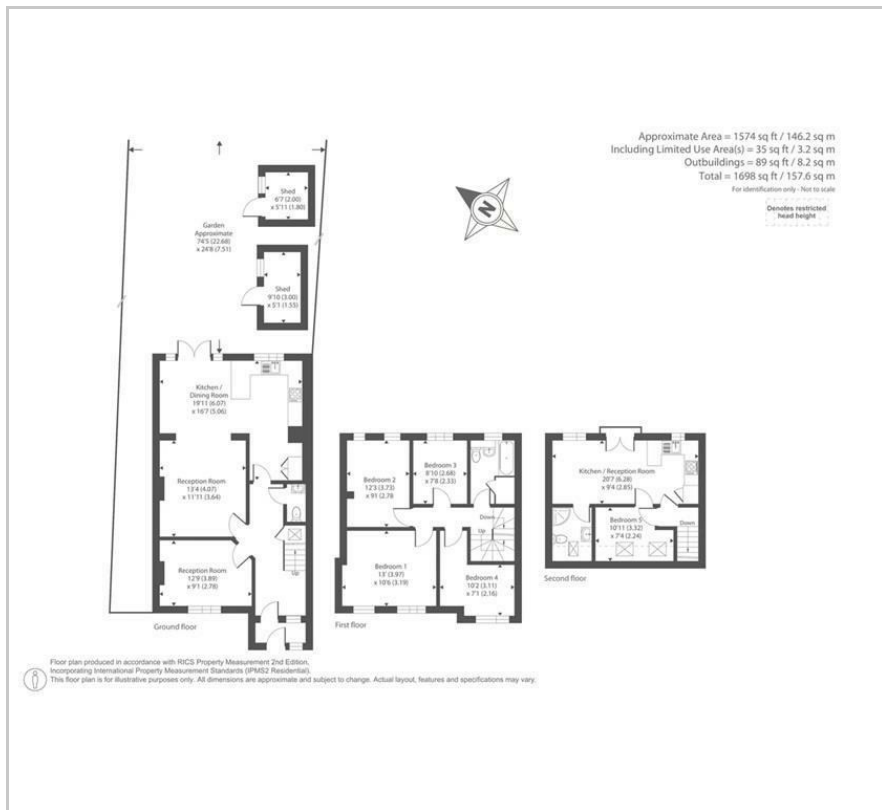 Approximate Area = 1574 sq ft / 146.2 sq m
Including Limited Use Area(s) = 35 sq ft / 3.2 sq m
Outbuildings = 89 sq ft / 8.2 sq m
Total = 1698 sq ft / 157.6 sq m
For identification only - Not to scale
Denotes restricted
head height
N
Shed
6'7 (2.00)
x 5'11 (1.80)
Garden
Approximate
74'5 (22.68)
x 24'8 (7.51)
Shed
9'10 (3.00)
x 5'1 (1.55)
Kitchen /
Dining Room
19'11 (6.07)
x 16'7 (5.06)
Reception Room
13'4 (4.07)
x 11'11 (3.64)
Reception Room
12'9 (3.89)
x 9'1 (2.78)
Up
Ground floor
Bedroom 2
12'3 (3.73)
x 91 (2.78
Bedroom 3
8'10 (2.68)
x 7'8 (2.33)
Down
Up
Bedroom 1
13' (3.97)
x 10'6 (3.19)
Bedroom 4
10'2 (3.11)
x 7'1 (2.16)
First floor
Kitchen / Reception Room
20'7 (6.28)
x 9'4 (2.85)
Bedroom 5
10'11 (3.32)
x 7'4 (2.24)
Down
Second floor
Floor plan produced in accordance with RICS Property Measurement 2nd Edition,
Incorporating International Property Measurement Standards (IPMS2 Residential).
This floor plan is for illustrative purposes only. All dimensions are approximate and subject to change. Actual layout, features and specifications may vary.